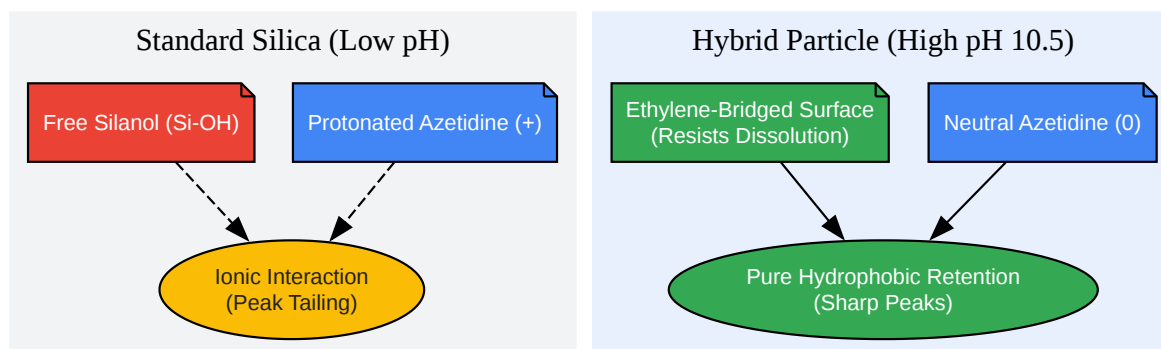 Standard Silica (Low pH)
Free Silanol (Si-OH)
Protonated Azetidine (+)
Ionic Interaction
(Peak Tailing)
Hybrid Particle (High pH 10.5)
Ethylene-Bridged Surface
(Resists Dissolution)
Neutral Azetidine (0)
Pure Hydrophobic Retention
(Sharp Peaks)